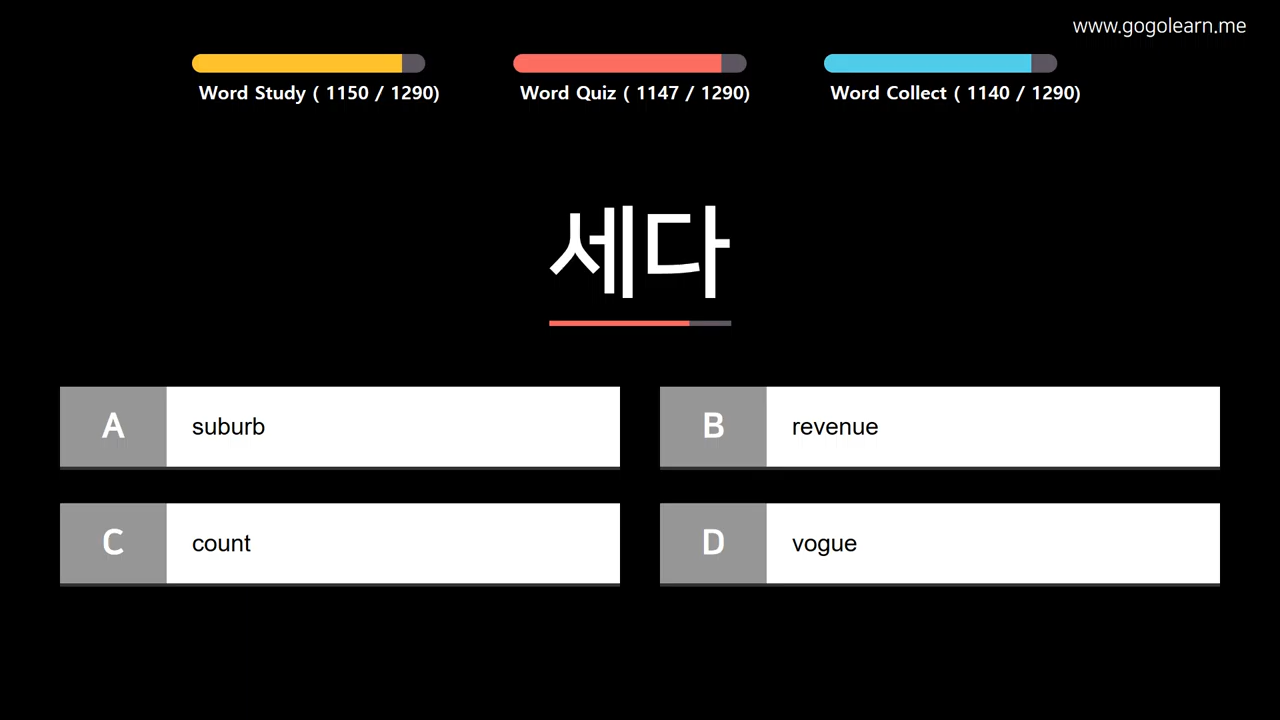 www.gogolearn.me
Word Study ( 1150 / 1290)
Word Quiz ( 1147 / 1290)
Word Collect ( 1140 / 1290)
세다
A suburb
B revenue
C count
D vogue